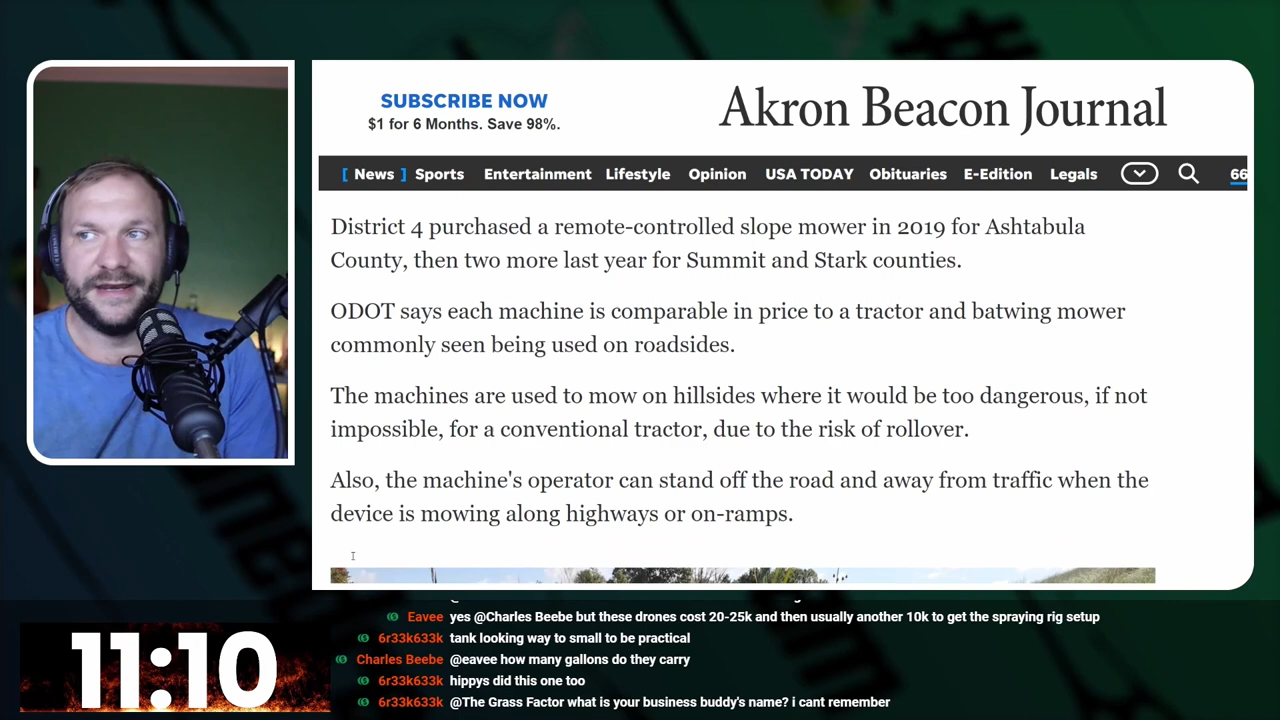 SUBSCRIBE NOW
$1 for 6 Months. Save 98%.
Akron Beacon Journal
[ News ] Sports Entertainment Lifestyle Opinion USA TODAY Obituaries E-Edition Legals 66
District 4 purchased a remote-controlled slope mower in 2019 for Ashtabula
County, then two more last year for Summit and Stark counties.
ODOT says each machine is comparable in price to a tractor and batwing mower
commonly seen being used on roadsides.
The machines are used to mow on hillsides where it would be too dangerous, if not
impossible, for a conventional tractor, due to the risk of rollover.
Also, the machine's operator can stand off the road and away from traffic when the
device is mowing along highways or on-ramps.
Eavee yes @Charles Beebe but these drones cost 20-25k and then usually another 10k to get the spraying rig setup
6r33k633k tank looking way to small to be practical
Charles Beebe @eavee how many gallons do they carry
6r33k633k hippys did this one too
6r33k633k @The Grass Factor what is your business buddy's name? i cant remember
11:10